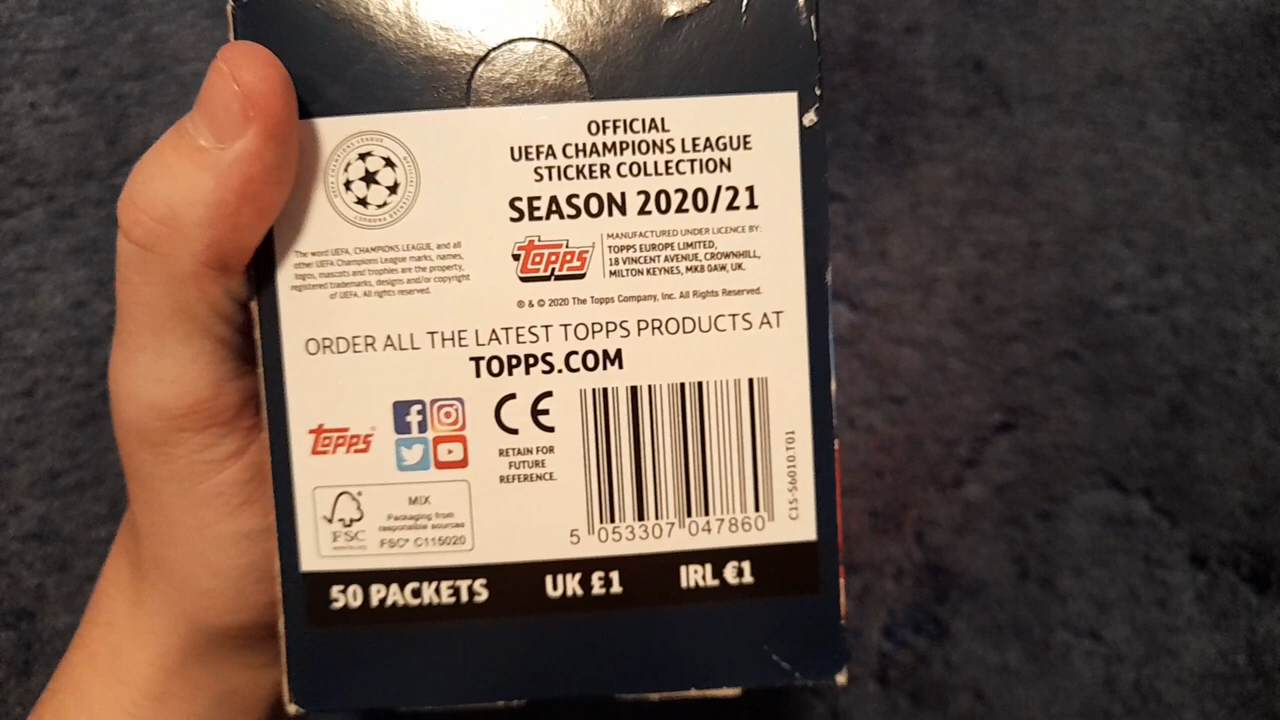 OFFICIAL
UEFA CHAMPIONS LEAGUE
STICKER COLLECTION
SEASON 2020/21
The word UEFA, CHAMPIONS LEAGUE, and all
other UEFA Champions League marks, names,
logos, mascots and trophies are the property,
registered trademarks, designs and/or copyright
of UEFA. All rights reserved.
TOPPS
MANUFACTURED UNDER LICENCE BY:
TOPPS EUROPE LIMITED,
18 VINCENT AVENUE, CROWNHILL,
MILTON KEYNES, MK8 0AW, UK.
® & © 2020 The Topps Company, Inc. All Rights Reserved.
ORDER ALL THE LATEST TOPPS PRODUCTS AT
TOPPS.COM
TOPPS®
CE
RETAIN FOR
FUTURE
REFERENCE.
FSC
MIX
Packaging from
responsible sources
FSC® C115020
5 053307 047860
C15-S6010.T01
50 PACKETS UK £1 IRL €1